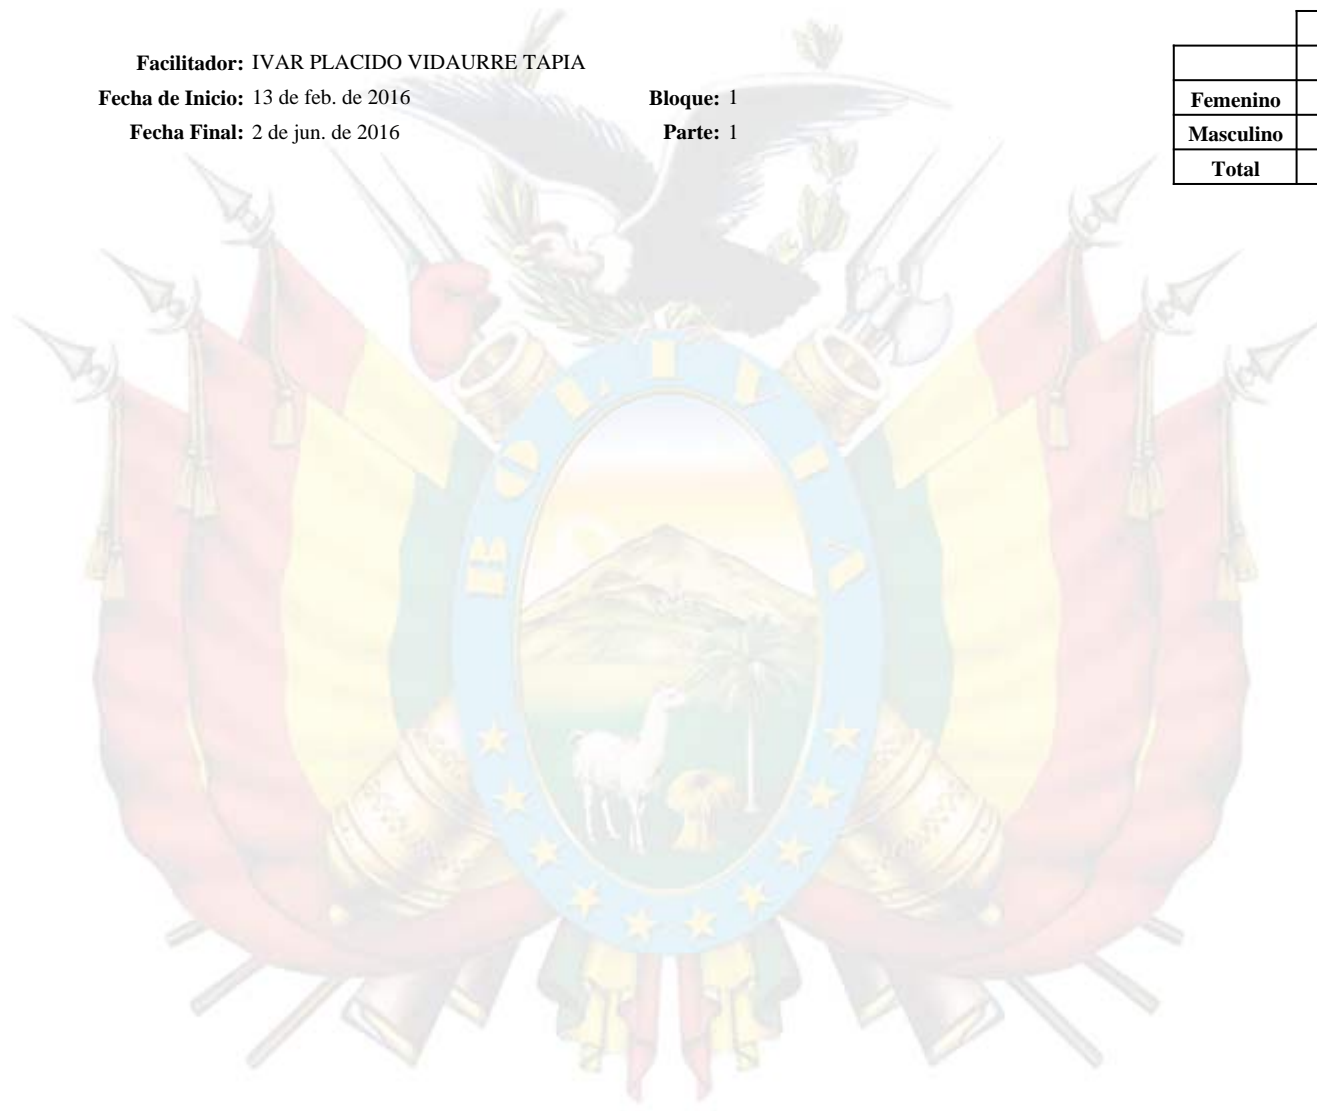 Facilitador: IVAR PLACIDO VIDAURRE TAPIA
Fecha de Inicio: 13 de feb. de 2016 Bloque: 1
Fecha Final: 2 de jun. de 2016 Parte: 1
Femenino
Masculino
Total
BOLIVIA